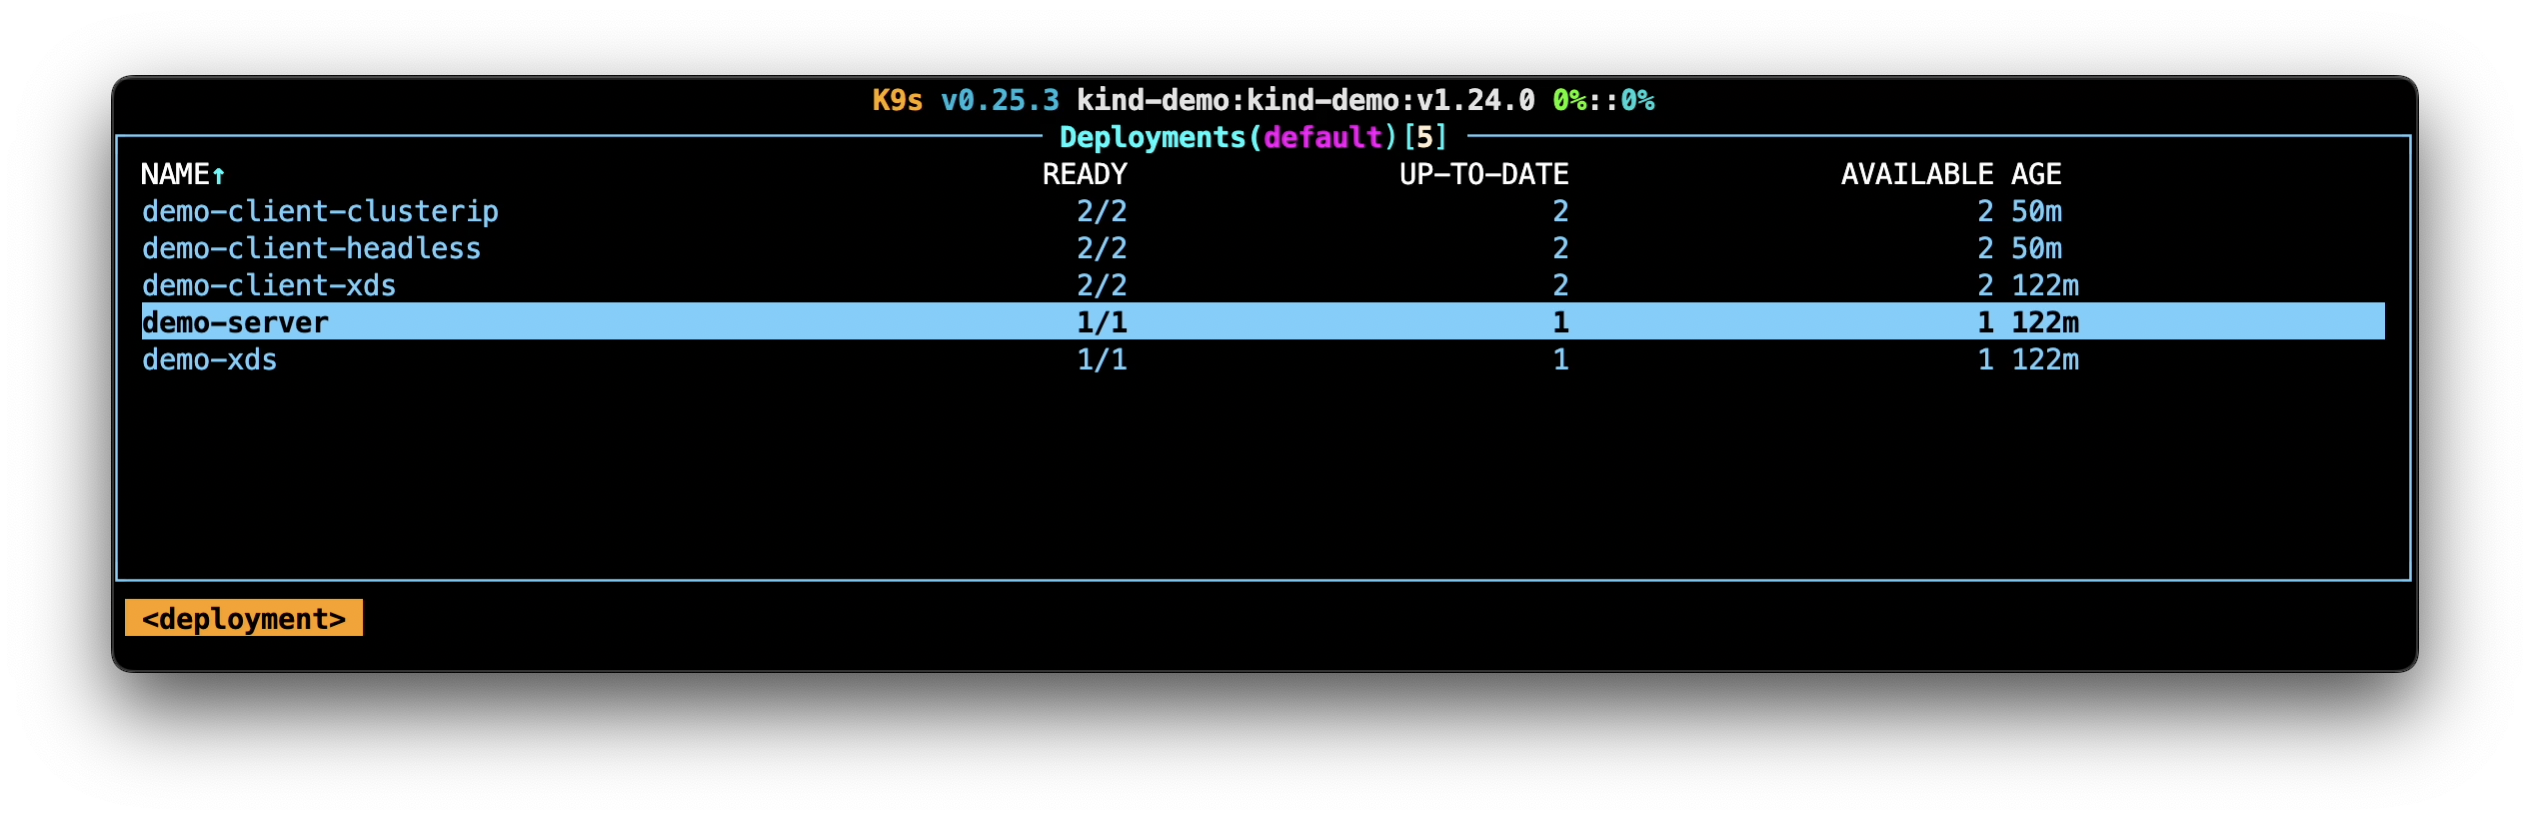 K9s v0.25.3 kind-demo:kind-demo:v1.24.0 0%::0%
Deployments(default)[5]
NAME↑ READY UP-TO-DATE AVAILABLE AGE
demo-client-clusterip 2/2 2 2 50m
demo-client-headless 2/2 2 2 50m
demo-client-xds 2/2 2 2 122m
demo-server 1/1 1 1 122m
demo-xds 1/1 1 1 122m
<deployment>